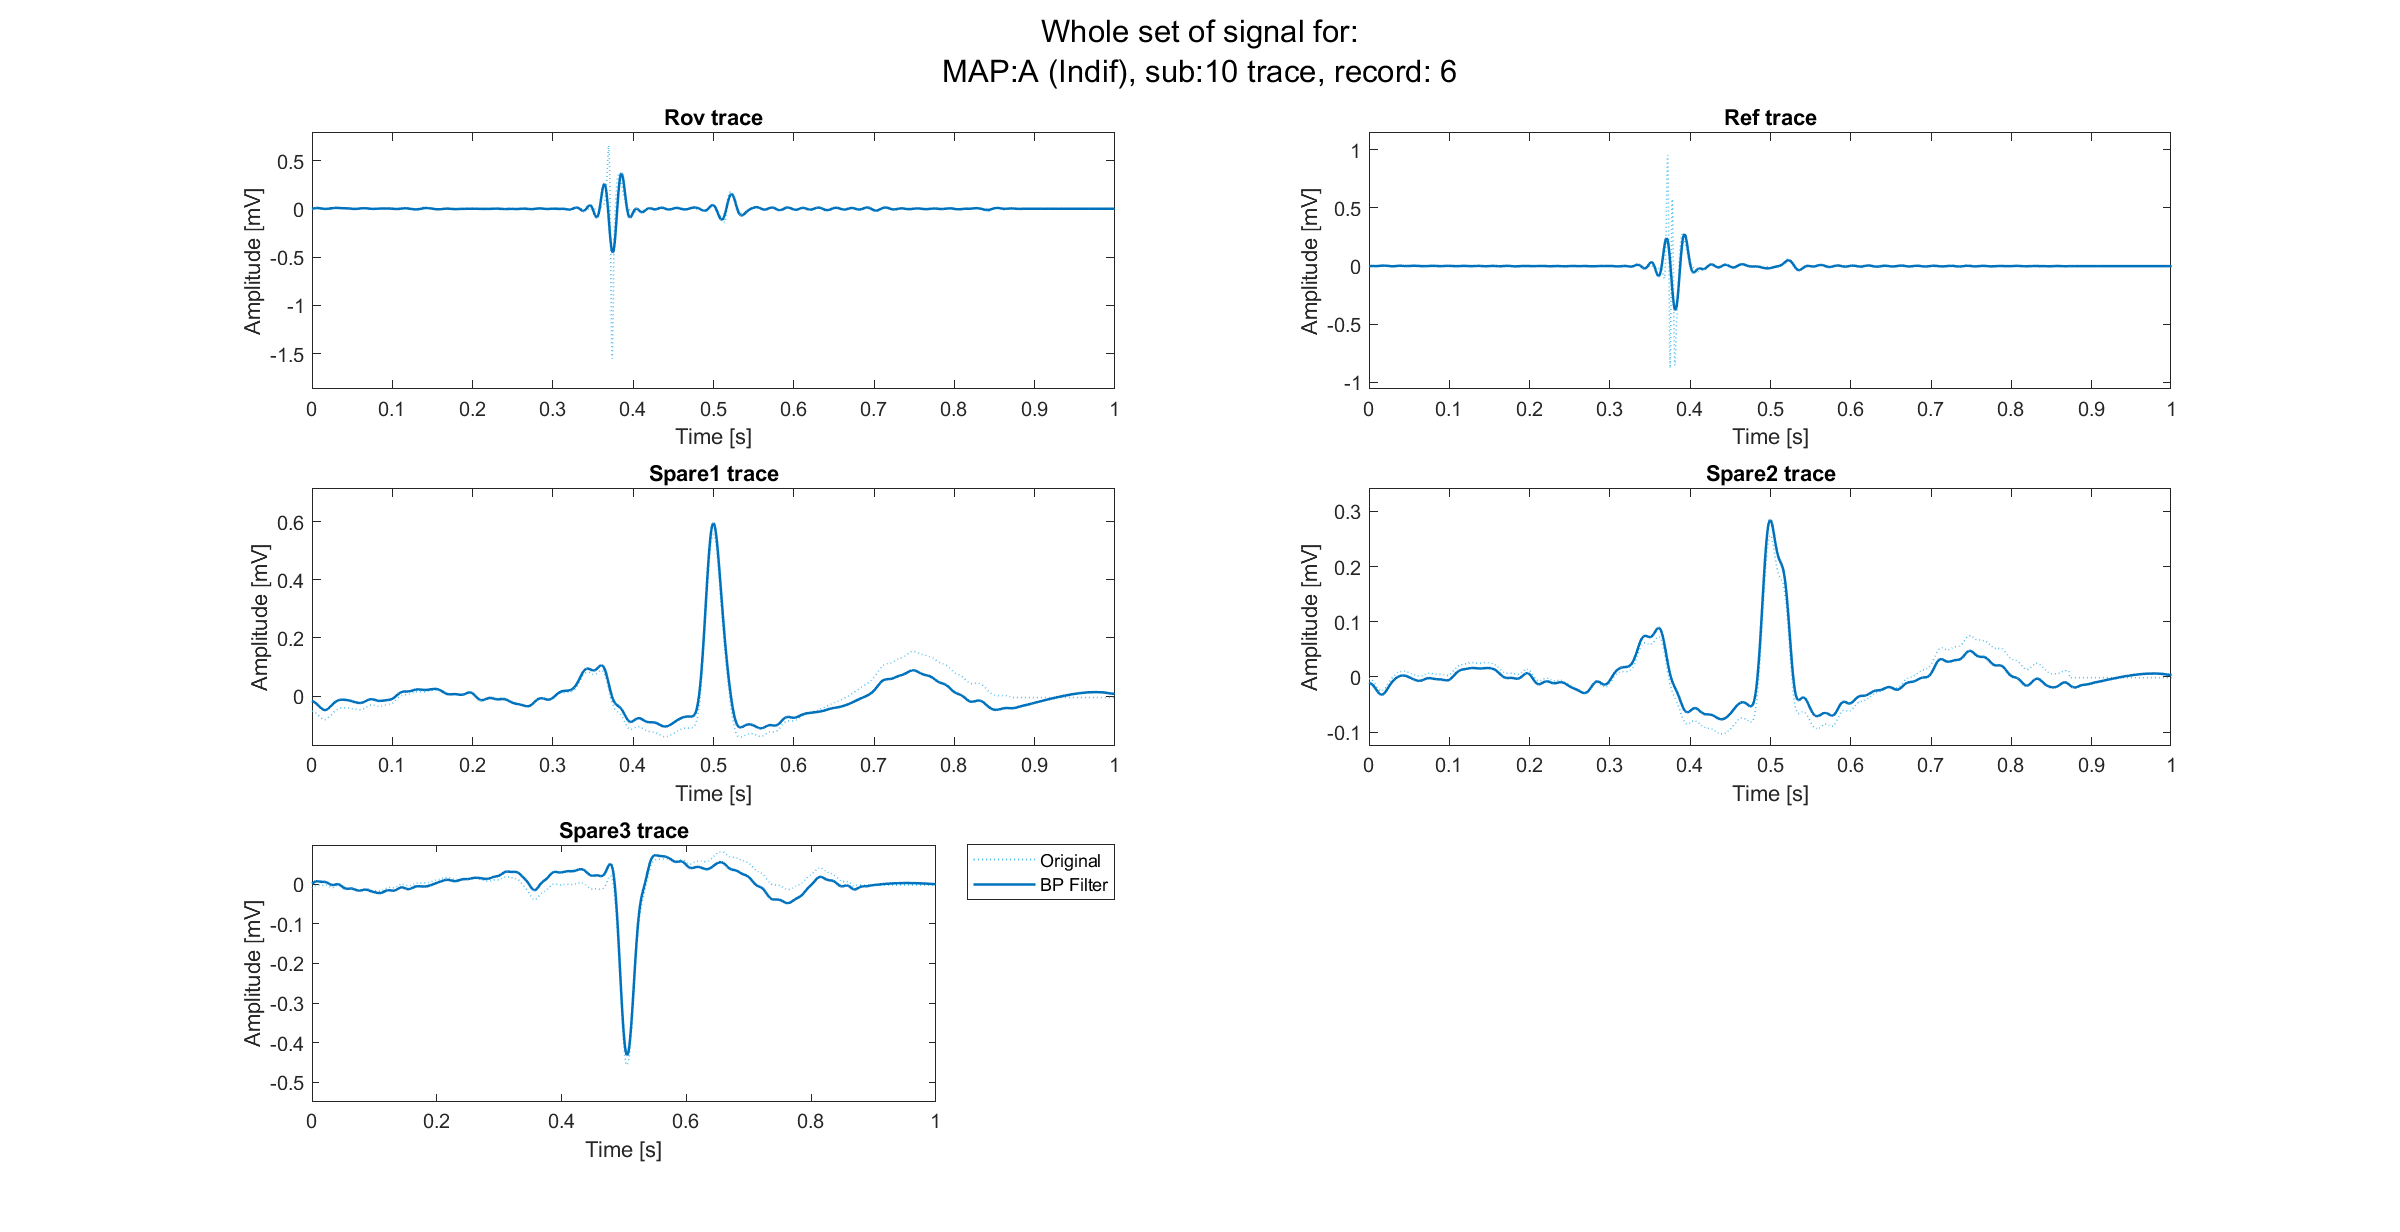 Whole set of signal for:
MAP:A (Indif), sub:10 trace, record: 6
Rov trace
Amplitude [mV]
0.5
0
-0.5
-1
-1.5
0 0.1 0.2 0.3 0.4 0.5 0.6 0.7 0.8 0.9 1
Time [s]
Ref trace
Amplitude [mV]
1
0.5
0
-0.5
-1
0 0.1 0.2 0.3 0.4 0.5 0.6 0.7 0.8 0.9 1
Time [s]
Spare1 trace
Amplitude [mV]
0.6
0.4
0.2
0
0 0.1 0.2 0.3 0.4 0.5 0.6 0.7 0.8 0.9 1
Time [s]
Spare2 trace
Amplitude [mV]
0.3
0.2
0.1
0
-0.1
0 0.1 0.2 0.3 0.4 0.5 0.6 0.7 0.8 0.9 1
Time [s]
Spare3 trace
Amplitude [mV]
0
-0.1
-0.2
-0.3
-0.4
-0.5
0 0.2 0.4 0.6 0.8 1
Time [s]
Original
BP Filter